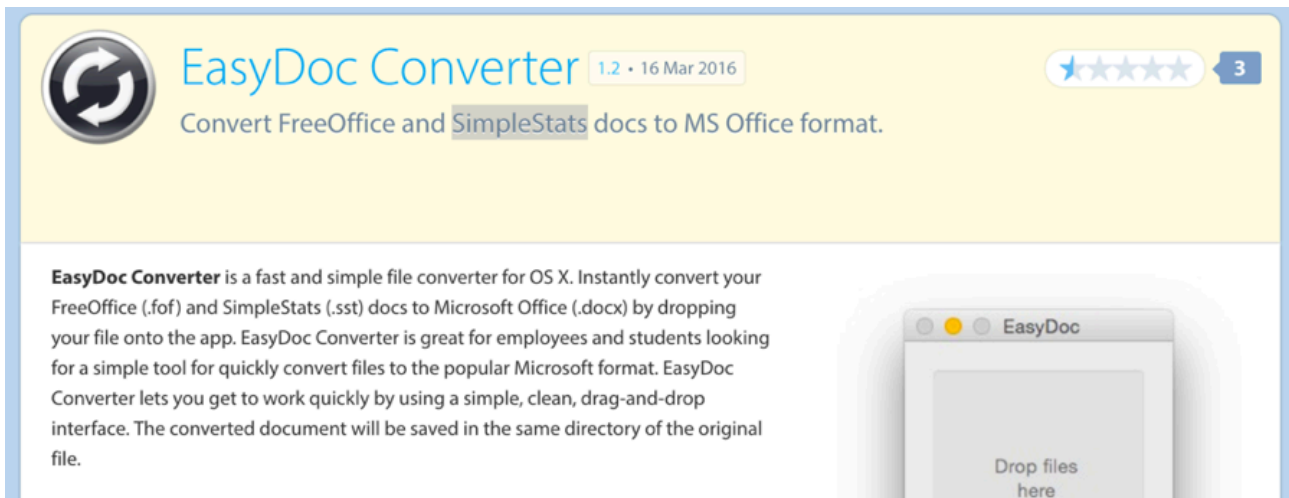 EasyDoc Converter 1.2 • 16 Mar 2016 3
Convert FreeOffice and SimpleStats docs to MS Office format.
EasyDoc Converter is a fast and simple file converter for OS X. Instantly convert your
FreeOffice (.fof) and SimpleStats (.sst) docs to Microsoft Office (.docx) by dropping
your file onto the app. EasyDoc Converter is great for employees and students looking
for a simple tool for quickly convert files to the popular Microsoft format. EasyDoc
Converter lets you get to work quickly by using a simple, clean, drag-and-drop
interface. The converted document will be saved in the same directory of the original
file.
EasyDoc
Drop files
here